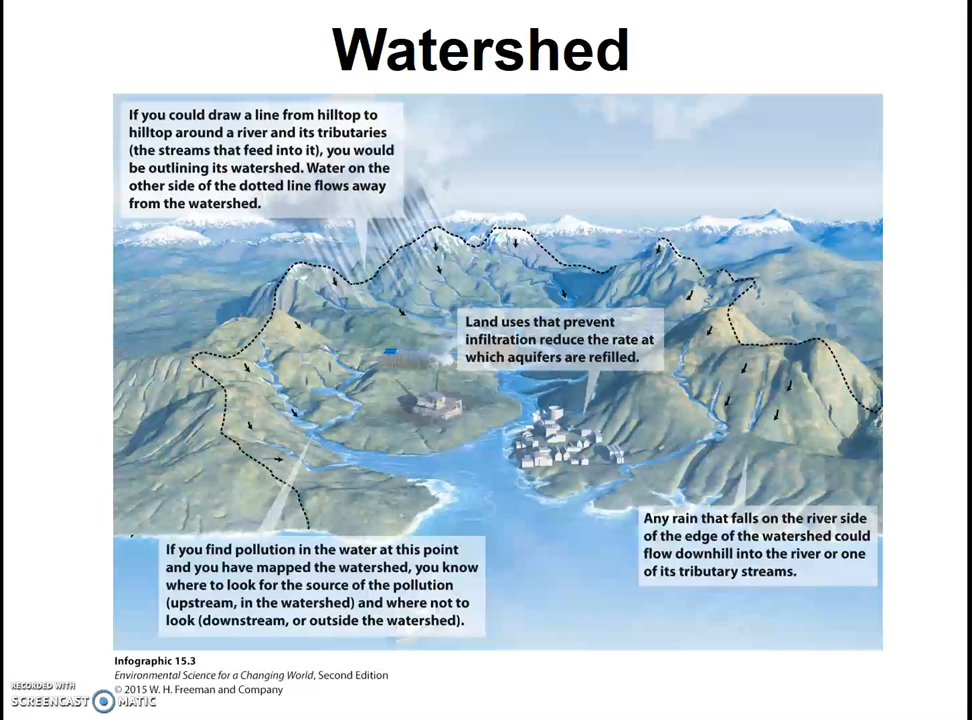 Watershed
If you could draw a line from hilltop to
hilltop around a river and its tributaries
(the streams that feed into it), you would
be outlining its watershed. Water on the
other side of the dotted line flows away
from the watershed.
Land uses that prevent
infiltration reduce the rate at
which aquifers are refilled.
Any rain that falls on the river side
of the edge of the watershed could
flow downhill into the river or one
of its tributary streams.
If you find pollution in the water at this point
and you have mapped the watershed, you know
where to look for the source of the pollution
(upstream, in the watershed) and where not to
look (downstream, or outside the watershed).
Infographic 15.3
Environmental Science for a Changing World, Second Edition
© 2015 W. H. Freeman and Company
RECORDED WITH
SCREENCAST MATIC